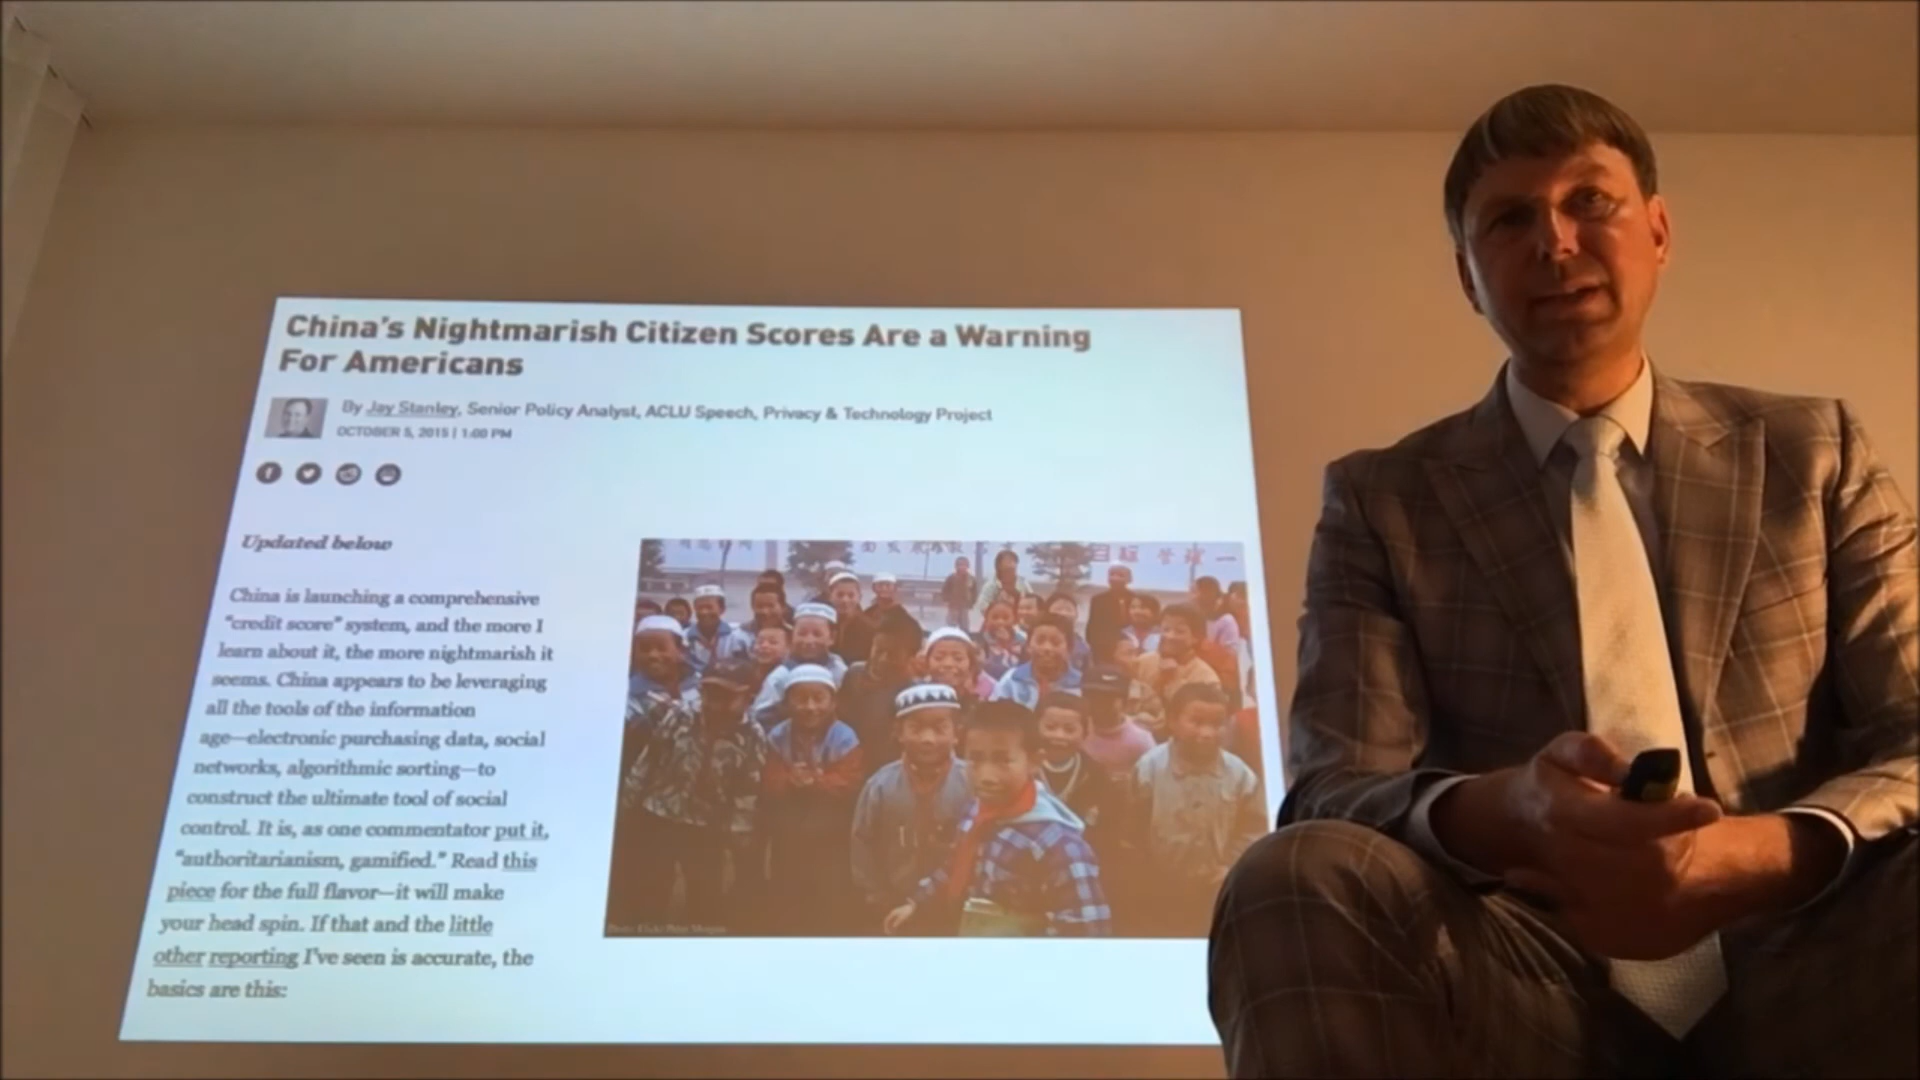 China's Nightmarish Citizen Scores Are a Warning
For Americans
By Jay Stanley, Senior Policy Analyst, ACLU Speech, Privacy & Technology Project
OCTOBER 5, 2015 | 1:00 PM
Updated below
China is launching a comprehensive
"credit score" system, and the more I
learn about it, the more nightmarish it
seems. China appears to be leveraging
all the tools of the information
age—electronic purchasing data, social
networks, algorithmic sorting—to
construct the ultimate tool of social
control. It is, as one commentator put it,
"authoritarianism, gamified." Read this
piece for the full flavor—it will make
your head spin. If that and the little
other reporting I've seen is accurate, the
basics are this: